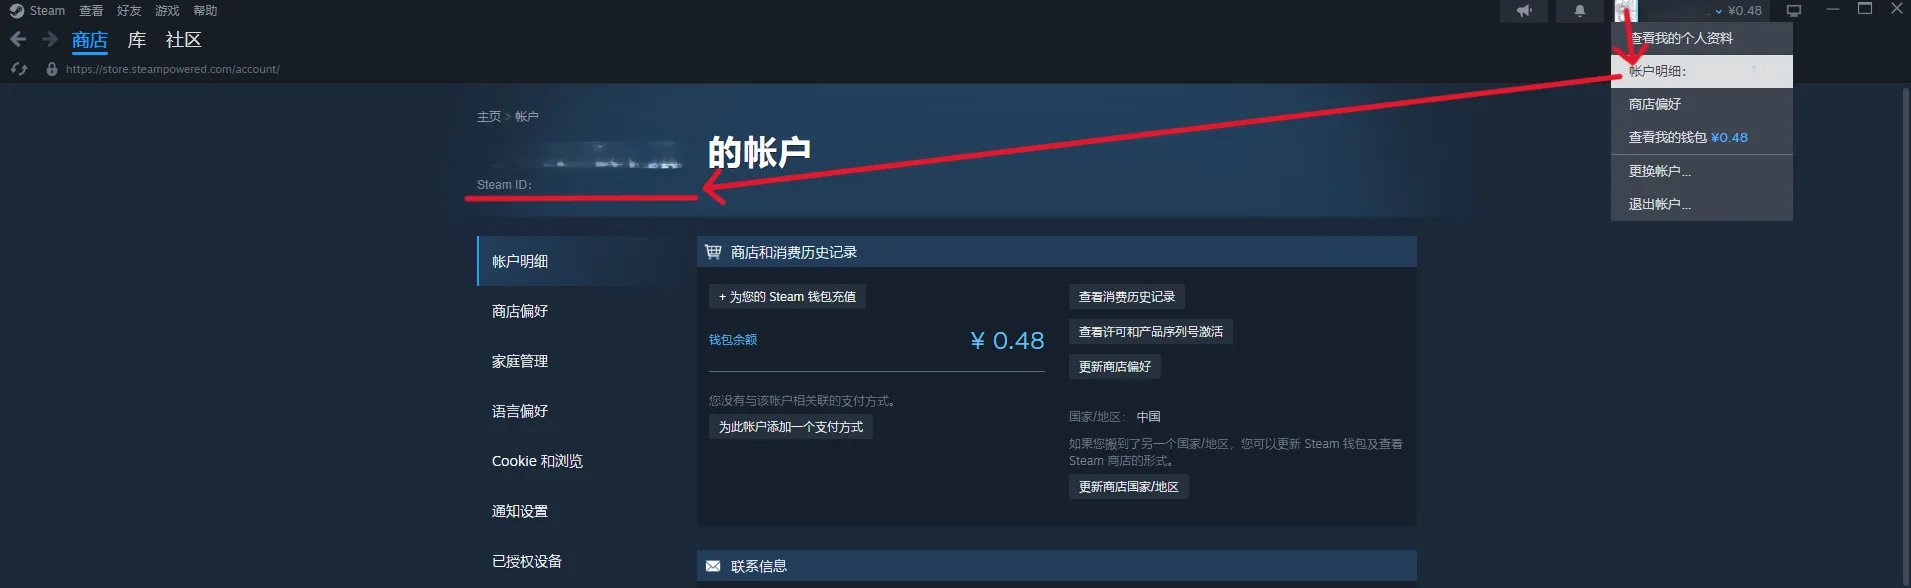 Steam 查看 好友 游戏 帮助
¥0.48
商店 库 社区
https://store.steampowered.com/account/
查看我的个人资料
帐户明细:
商店偏好
查看我的钱包 ¥0.48
更换帐户...
退出帐户...
主页 > 帐户
的帐户
Steam ID:
帐户明细
商店偏好
家庭管理
语言偏好
Cookie 和浏览
通知设置
已授权设备
商店和消费历史记录
+ 为您的 Steam 钱包充值
钱包余额 ¥ 0.48
您没有与该帐户相关联的支付方式。
为此帐户添加一个支付方式
查看消费历史记录
查看许可和产品序列号激活
更新商店偏好
国家/地区: 中国
如果您搬到了另一个国家/地区，您可以更新 Steam 钱包及查看
Steam 商店的形式。
更新商店国家/地区
联系信息